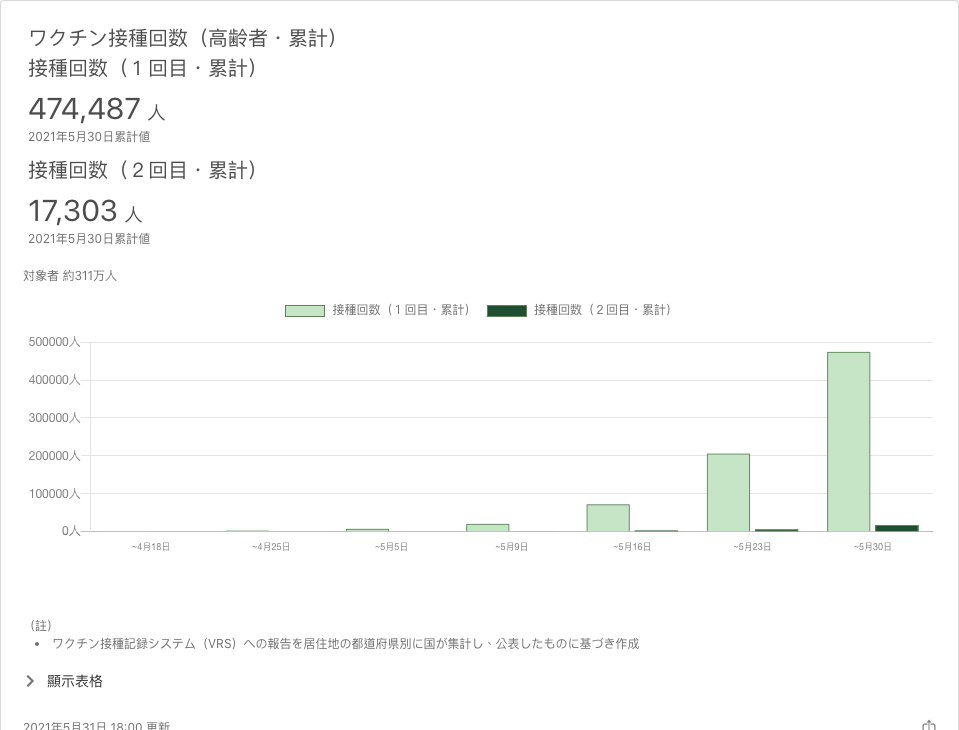 ワクチン接種回数（高齢者・累計）
接種回数（１回目・累計）
474,487 人
2021年5月30日累計値
接種回数（２回目・累計）
17,303 人
2021年5月30日累計値
対象者 約311万人
接種回数（１回目・累計） 接種回数（２回目・累計）
500000人
400000人
300000人
200000人
100000人
0人
~4月18日 ~4月25日 ~5月5日 ~5月9日 ~5月16日 ~5月23日 ~5月30日
（註）
• ワクチン接種記録システム（VRS）への報告を居住地の都道府県別に国が集計し、公表したものに基づき作成
顯示表格
2021年5月31日 18:00 更新